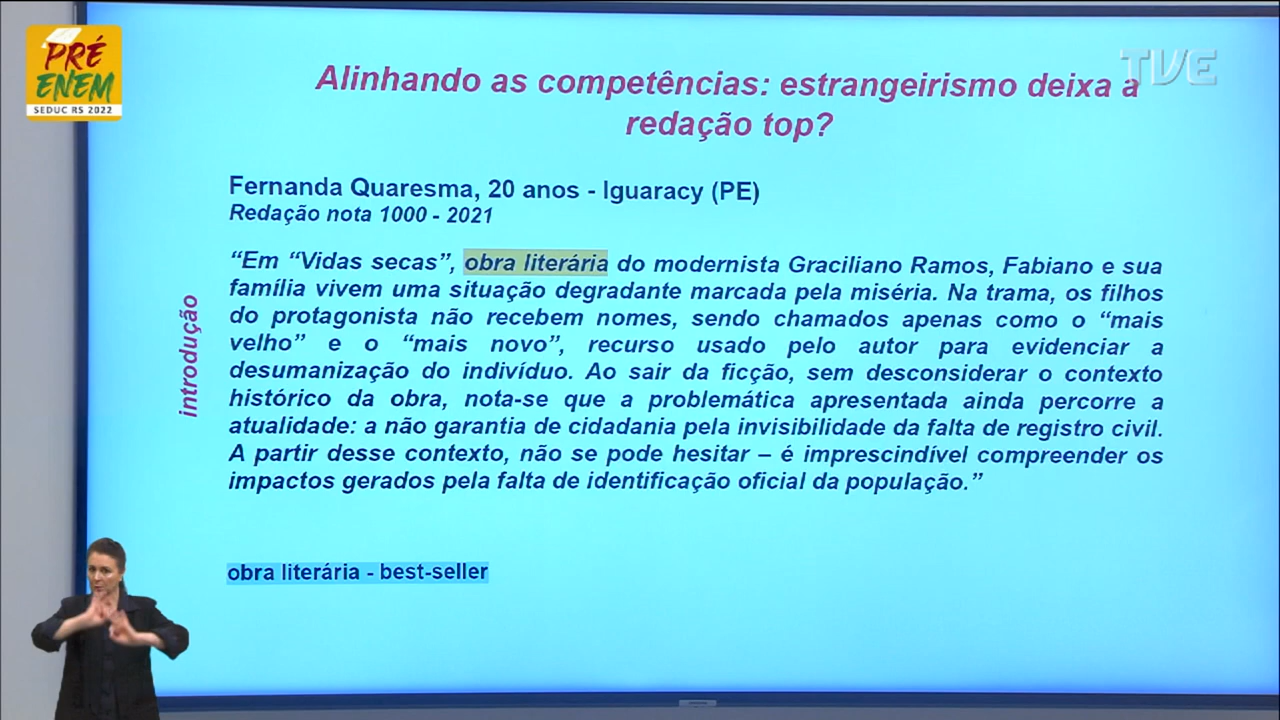 PRÉ
ENEM
SEDUC RS 2022
TVE
Alinhando as competências: estrangeirismo deixa a
redação top?
Fernanda Quaresma, 20 anos - Iguaracy (PE)
Redação nota 1000 - 2021
introdução
“Em “Vidas secas”, obra literária do modernista Graciliano Ramos, Fabiano e sua
família vivem uma situação degradante marcada pela miséria. Na trama, os filhos
do protagonista não recebem nomes, sendo chamados apenas como o “mais
velho” e o “mais novo”, recurso usado pelo autor para evidenciar a
desumanização do indivíduo. Ao sair da ficção, sem desconsiderar o contexto
histórico da obra, nota-se que a problemática apresentada ainda percorre a
atualidade: a não garantia de cidadania pela invisibilidade da falta de registro civil.
A partir desse contexto, não se pode hesitar – é imprescindível compreender os
impactos gerados pela falta de identificação oficial da população.”
obra literária - best-seller